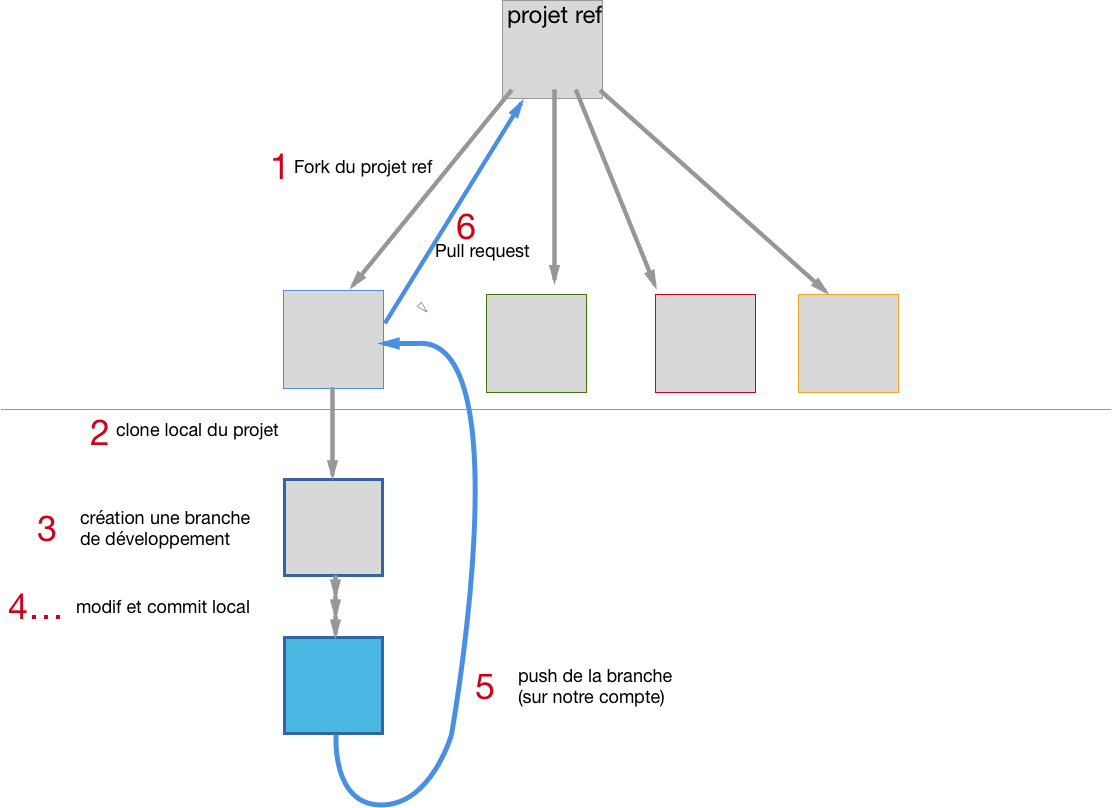 projet ref
1 Fork du projet ref
6
Pull request
2 clone local du projet
3 création une branche
de développement
4... modif et commit local
5 push de la branche
(sur notre compte)